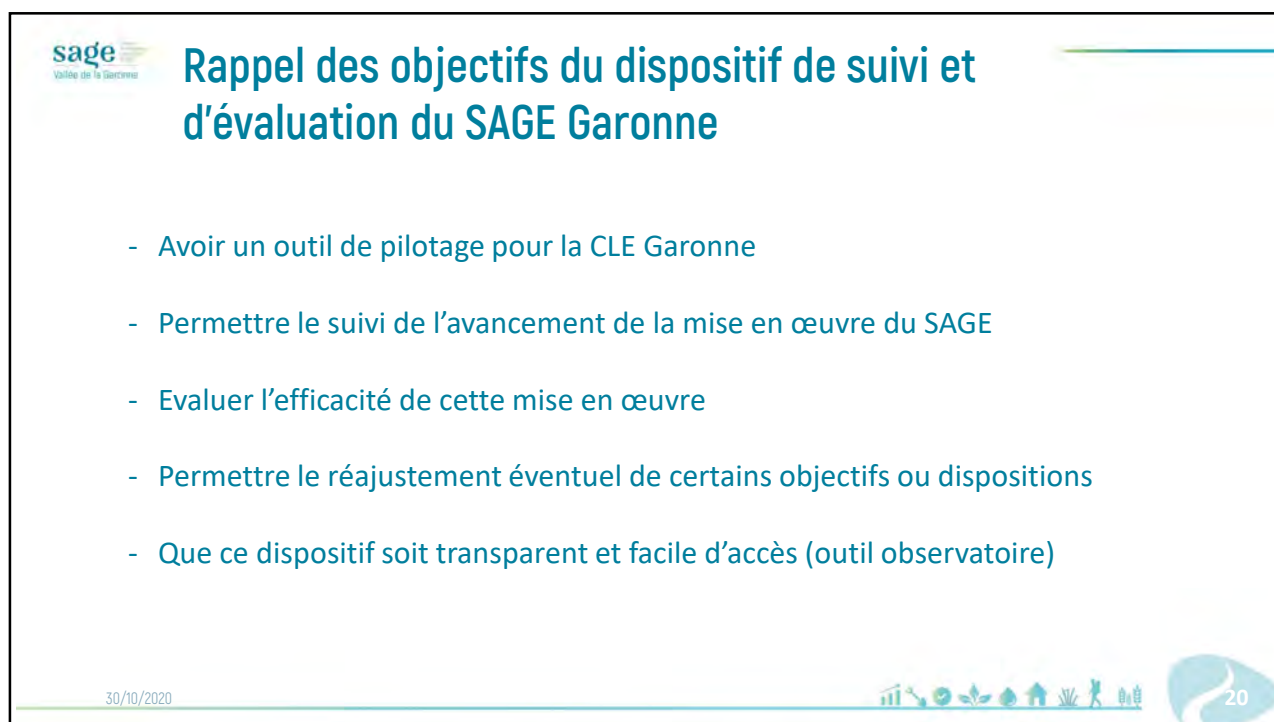 sage
Vallée de la Garonne
Rappel des objectifs du dispositif de suivi et
d'évaluation du SAGE Garonne
- Avoir un outil de pilotage pour la CLE Garonne
- Permettre le suivi de l'avancement de la mise en œuvre du SAGE
- Evaluer l'efficacité de cette mise en œuvre
- Permettre le réajustement éventuel de certains objectifs ou dispositions
- Que ce dispositif soit transparent et facile d'accès (outil observatoire)
30/10/2020
20